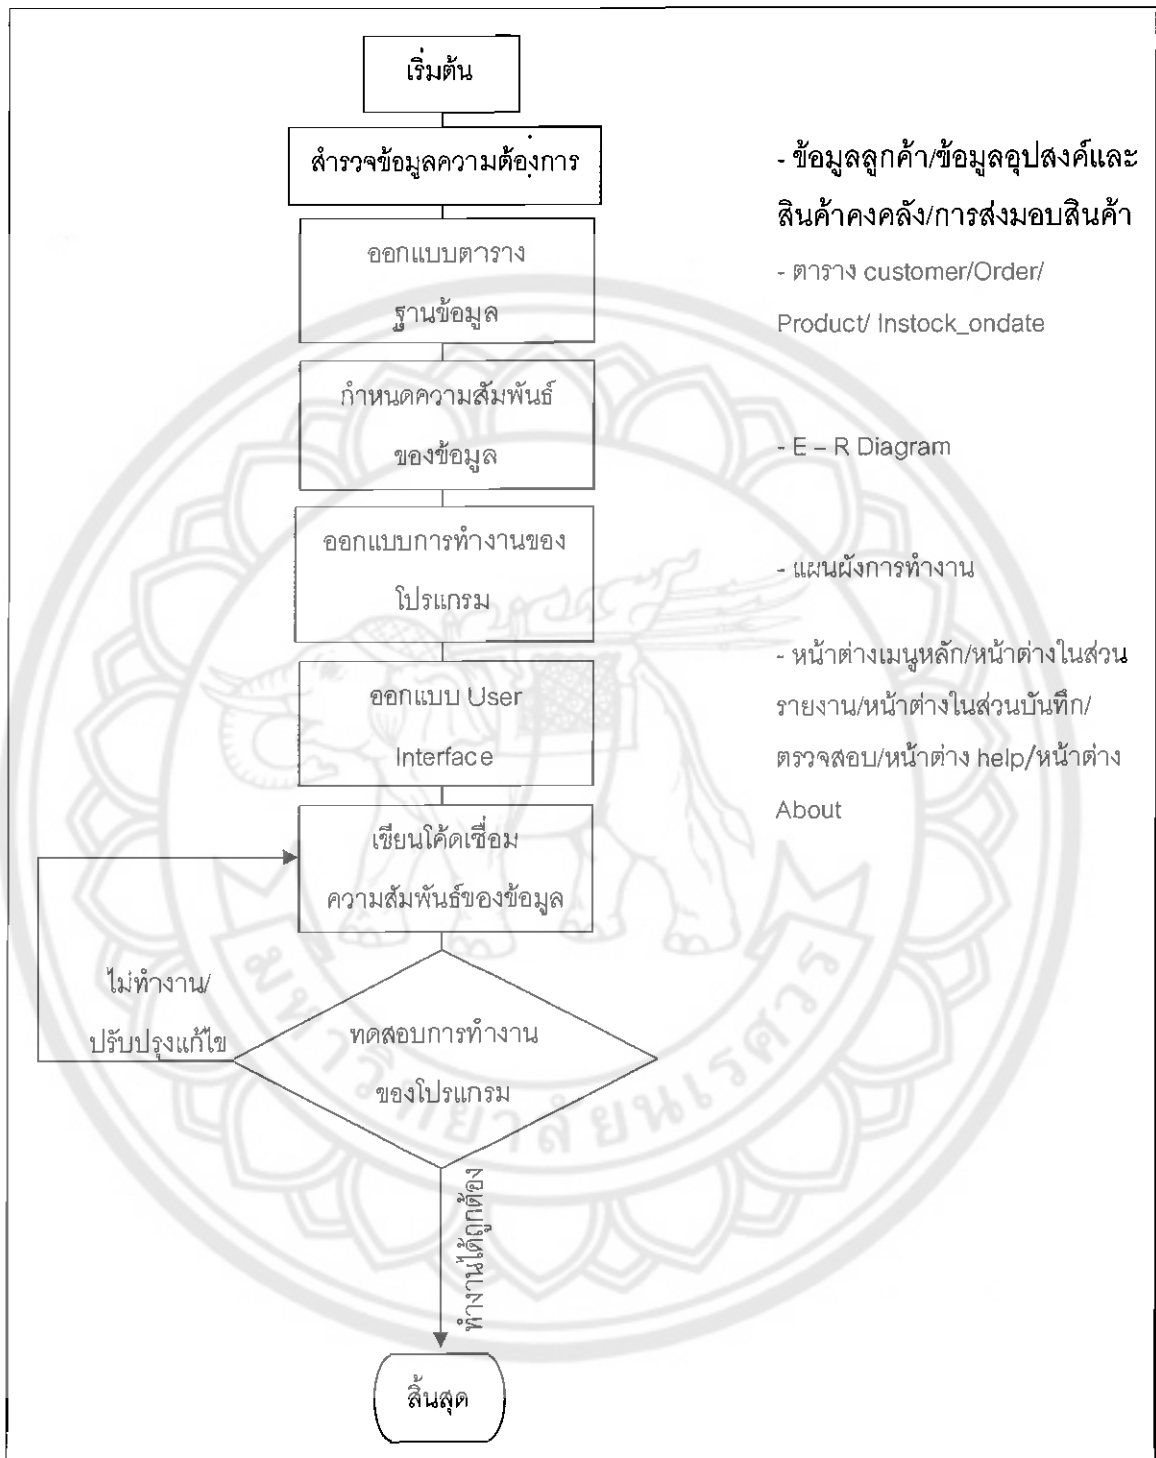 เริ่มต้น
สำรวจข้อมูลความต้องการ
- ข้อมูลลูกค้า/ข้อมูลอุปสงค์และ
สินค้าคงคลัง/การส่งมอบสินค้า
ออกแบบตาราง
ฐานข้อมูล
- ตาราง customer/Order/
Product/ Instock_ondate
กำหนดความสัมพันธ์
ของข้อมูล
- E – R Diagram
ออกแบบการทำงานของ
โปรแกรม
- แผนผังการทำงาน
ออกแบบ User
Interface
- หน้าต่างเมนูหลัก/หน้าต่างในส่วน
รายงาน/หน้าต่างในส่วนบันทึก/
ตรวจสอบ/หน้าต่าง help/หน้าต่าง
About
เขียนโค้ดเชื่อม
ความสัมพันธ์ของข้อมูล
ไม่ทำงาน/
ปรับปรุงแก้ไข
ทดสอบการทำงาน
ของโปรแกรม
ทำงานได้ถูกต้อง
สิ้นสุด
มหาวิทยาลัยนเรศวร